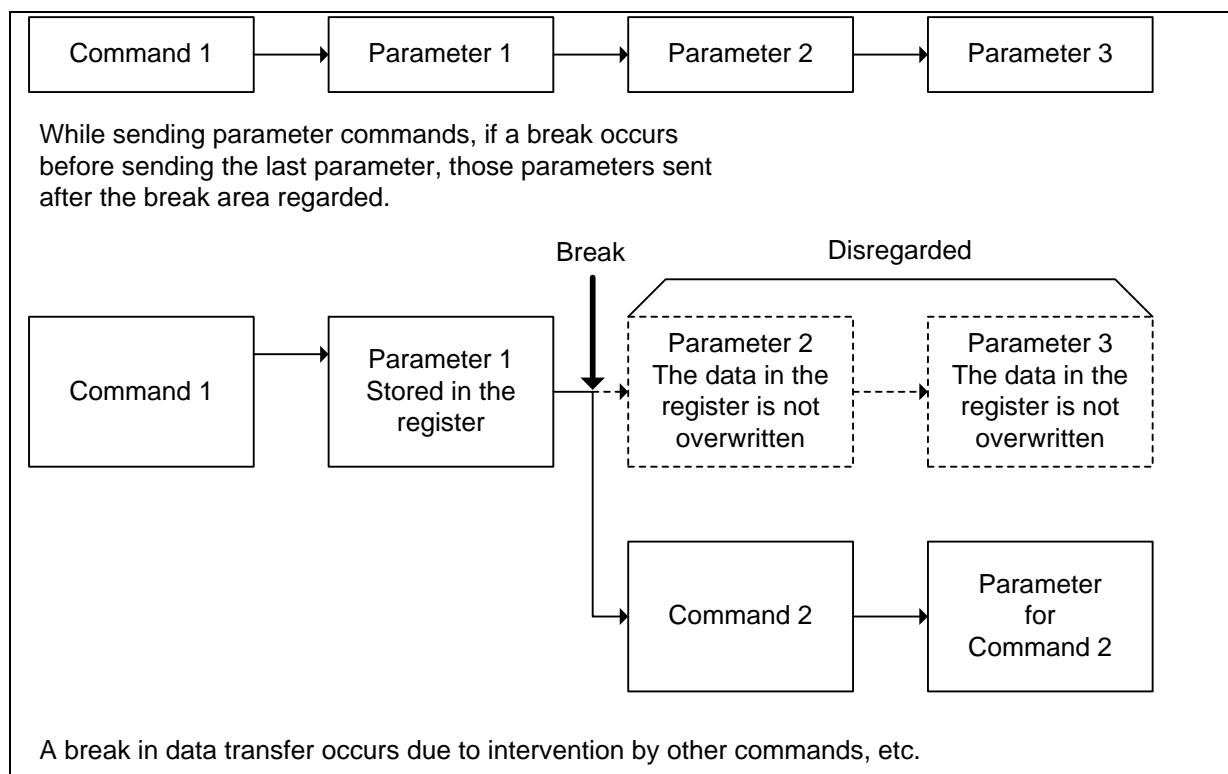 Command 1
Parameter 1
Parameter 2
Parameter 3
While sending parameter commands, if a break occurs
before sending the last parameter, those parameters sent
after the break area regarded.
Break
Disregarded
Command 1
Parameter 1
Stored in the
register
Parameter 2
The data in the
register is not
overwritten
Parameter 3
The data in the
register is not
overwritten
Command 2
Parameter
for
Command 2
A break in data transfer occurs due to intervention by other commands, etc.